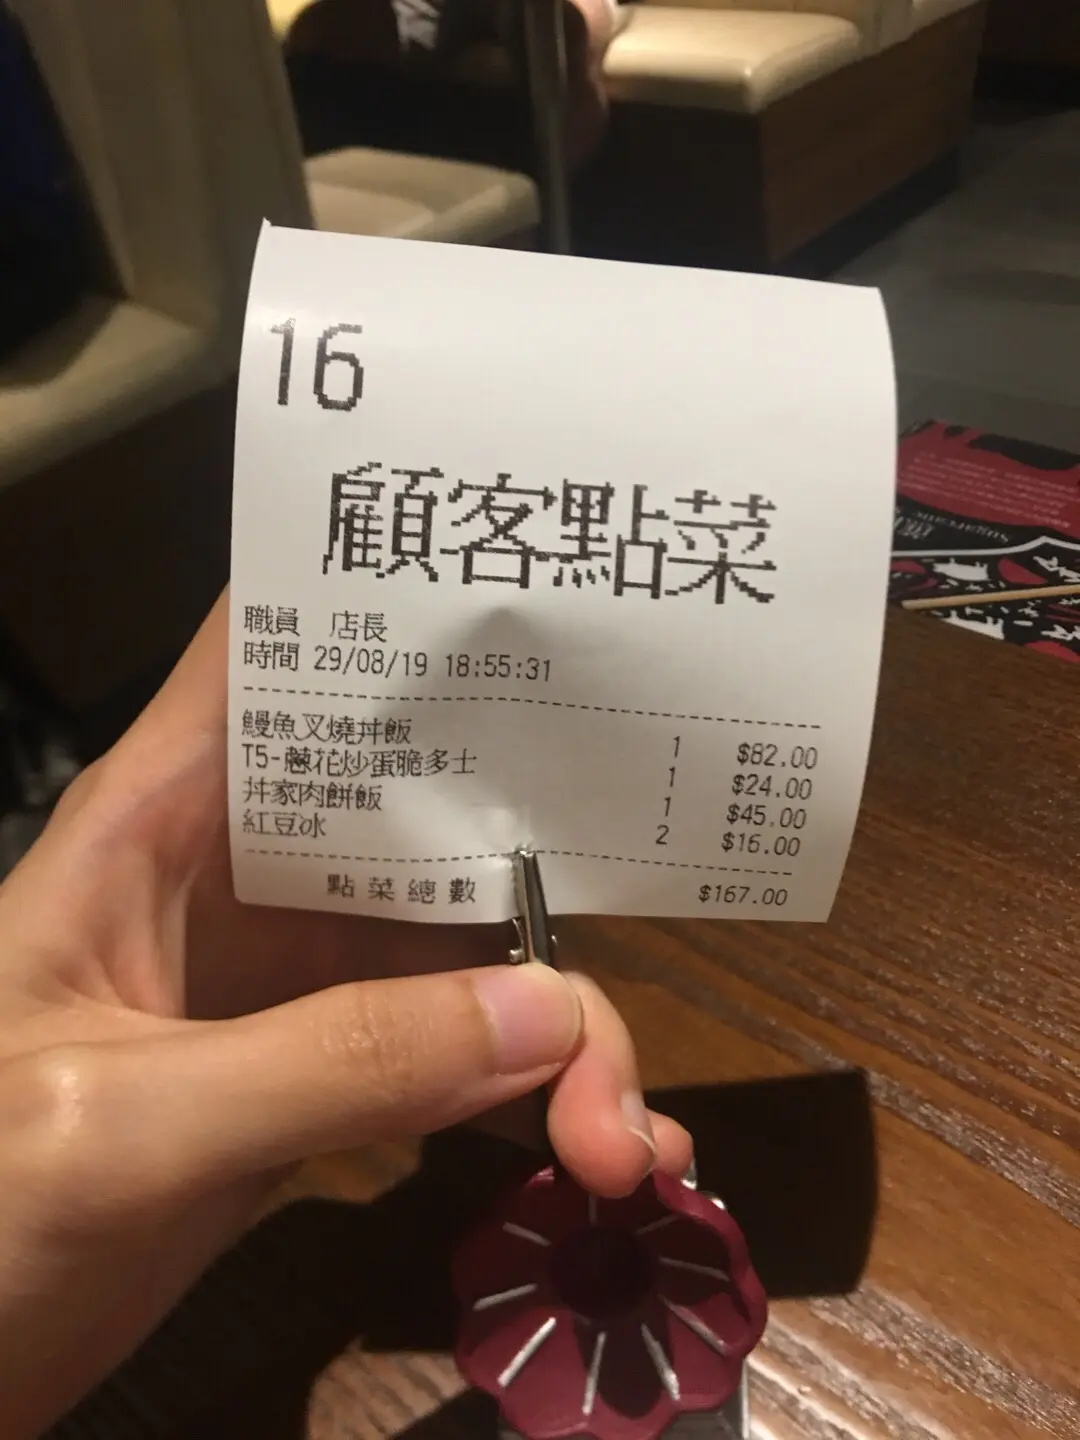 16
顧客點菜
職員 店長
時間 29/08/19 18:55:31
鰻魚叉燒丼飯 1 $82.00
T5-蔥花炒蛋脆多士 1 $24.00
丼家肉餅飯 1 $45.00
紅豆冰 2 $16.00
點菜總數 $167.00